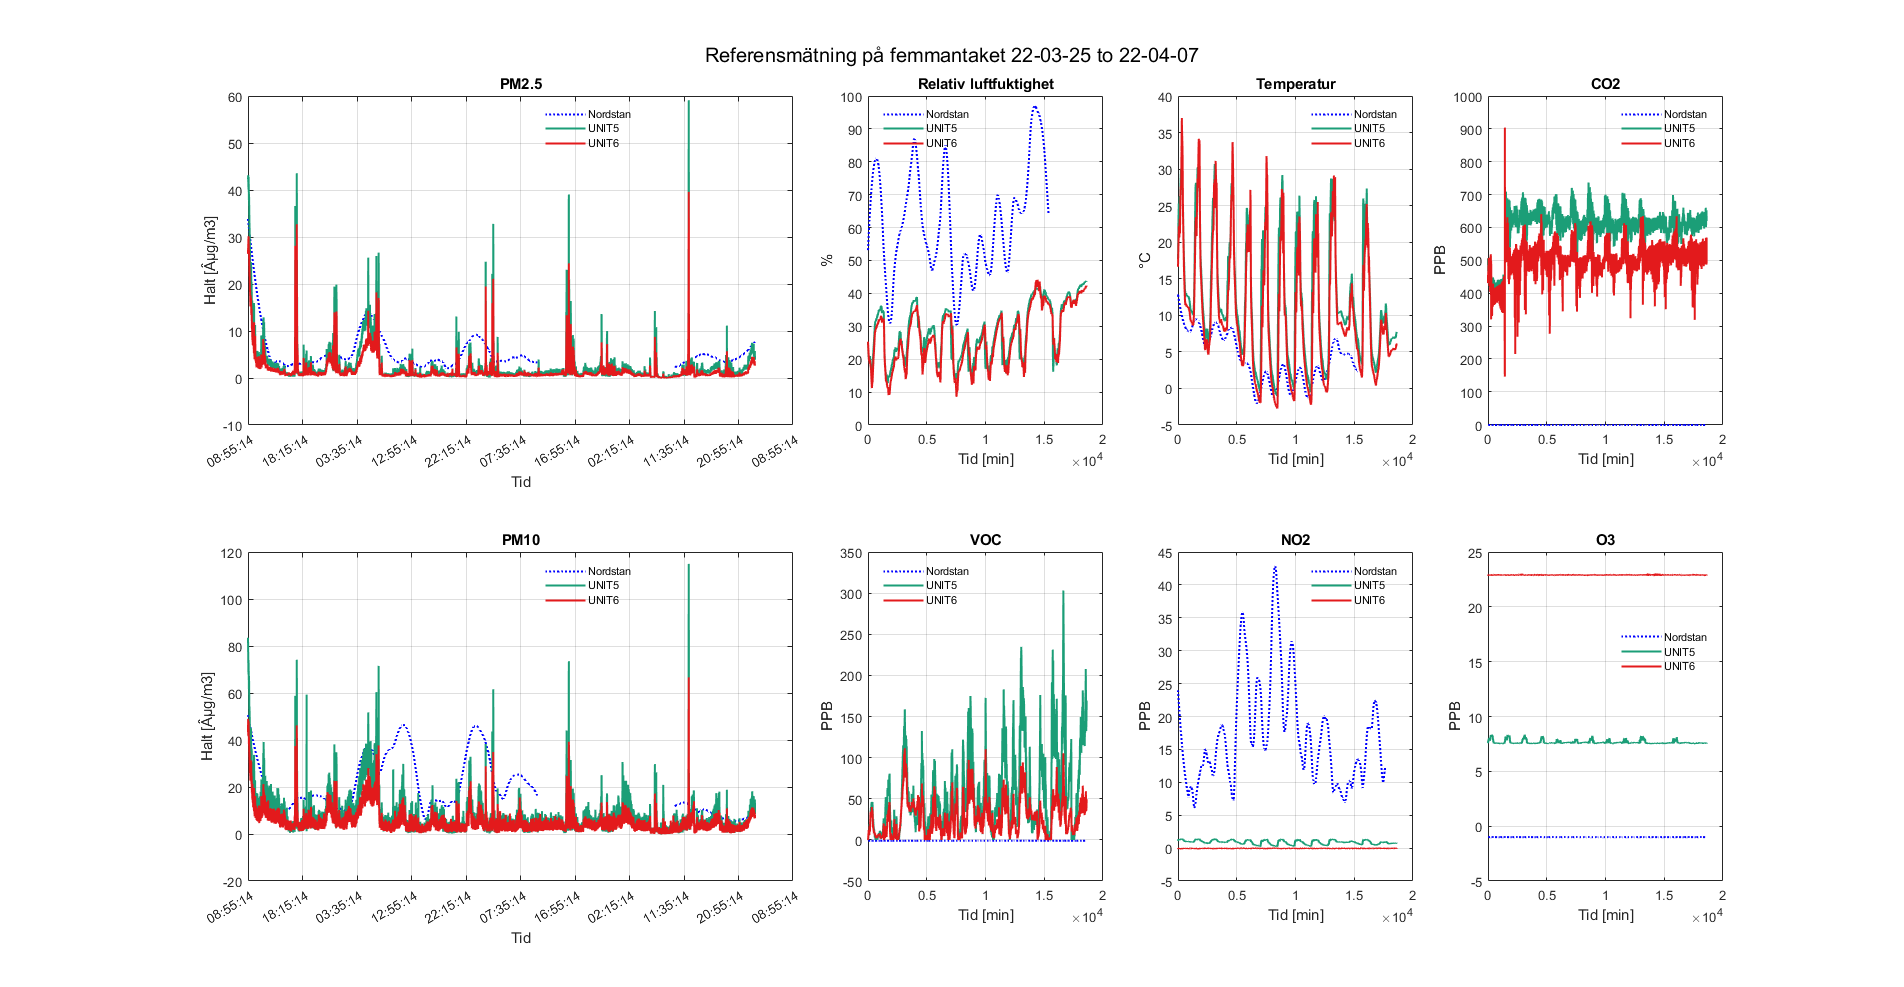 Referensmätning på femmantaket 22-03-25 to 22-04-07
PM2.5
Halt [Âµg/m3]
60
50
40
30
20
10
0
-10
Nordstan
UNIT5
UNIT6
08:55:14
18:15:14
03:35:14
12:55:14
22:15:14
07:35:14
16:55:14
02:15:14
11:35:14
20:55:14
08:55:14
Tid
Relativ luftfuktighet
%
100
90
80
70
60
50
40
30
20
10
0
Nordstan
UNIT5
UNIT6
0 0.5 1 1.5 2
Tid [min]
×10^4
Temperatur
°C
40
35
30
25
20
15
10
5
0
-5
Nordstan
UNIT5
UNIT6
0 0.5 1 1.5 2
Tid [min]
×10^4
CO2
PPB
1000
900
800
700
600
500
400
300
200
100
0
Nordstan
UNIT5
UNIT6
0 0.5 1 1.5 2
Tid [min]
×10^4
PM10
Halt [Âµg/m3]
120
100
80
60
40
20
0
-20
Nordstan
UNIT5
UNIT6
08:55:14
18:15:14
03:35:14
12:55:14
22:15:14
07:35:14
16:55:14
02:15:14
11:35:14
20:55:14
08:55:14
Tid
VOC
PPB
350
300
250
200
150
100
50
0
-50
Nordstan
UNIT5
UNIT6
0 0.5 1 1.5 2
Tid [min]
×10^4
NO2
PPB
45
40
35
30
25
20
15
10
5
0
-5
Nordstan
UNIT5
UNIT6
0 0.5 1 1.5 2
Tid [min]
×10^4
O3
PPB
25
20
15
10
5
0
-5
Nordstan
UNIT5
UNIT6
0 0.5 1 1.5 2
Tid [min]
×10^4